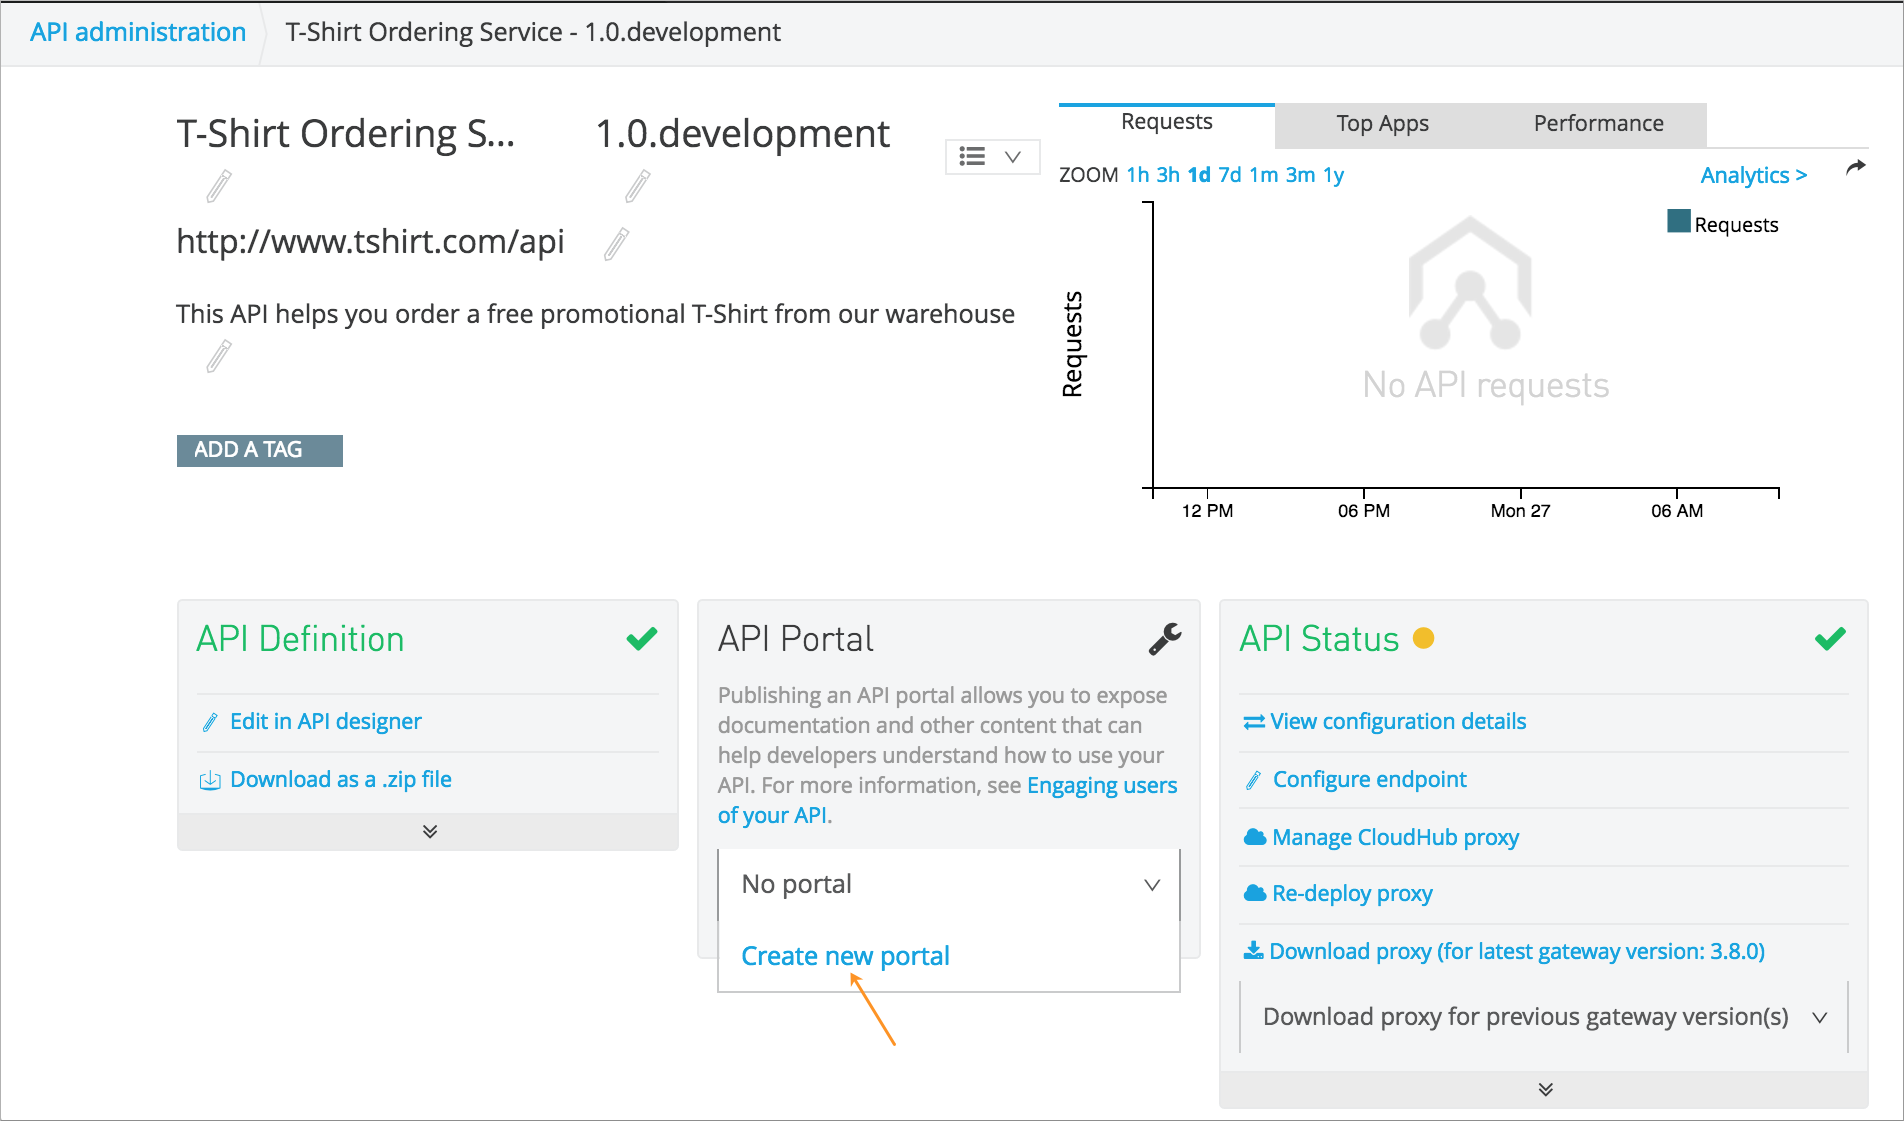 API administration
T-Shirt Ordering Service - 1.0.development
T-Shirt Ordering S...
1.0.development
http://www.tshirt.com/api
This API helps you order a free promotional T-Shirt from our warehouse
ADD A TAG
Requests
Top Apps
Performance
ZOOM 1h 3h 1d 7d 1m 3m 1y
Analytics >
Requests
Requests
No API requests
12 PM
06 PM
Mon 27
06 AM
API Definition
Edit in API designer
Download as a .zip file
API Portal
Publishing an API portal allows you to expose
documentation and other content that can
help developers understand how to use your
API. For more information, see Engaging users
of your API.
No portal
Create new portal
API Status
View configuration details
Configure endpoint
Manage CloudHub proxy
Re-deploy proxy
Download proxy (for latest gateway version: 3.8.0)
Download proxy for previous gateway version(s)